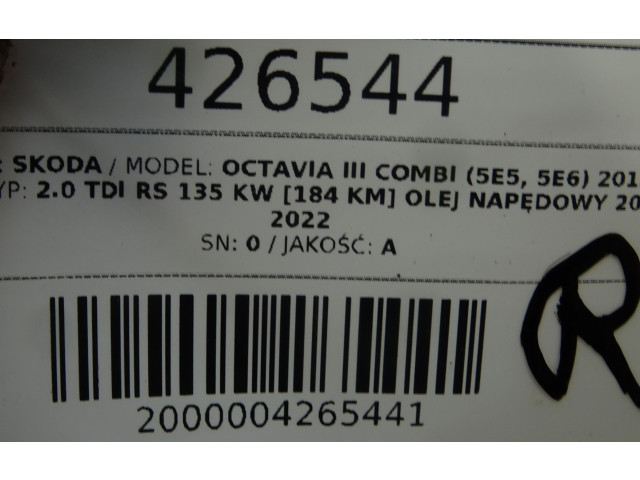 426544
: SKODA / MODEL: OCTAVIA III COMBI (5E5, 5E6) 201
YP: 2.0 TDI RS 135 KW [184 KM] OLEJ NAPĘDOWY 20
2022
SN: 0 / JAKOŚĆ: A
R
2000004265441